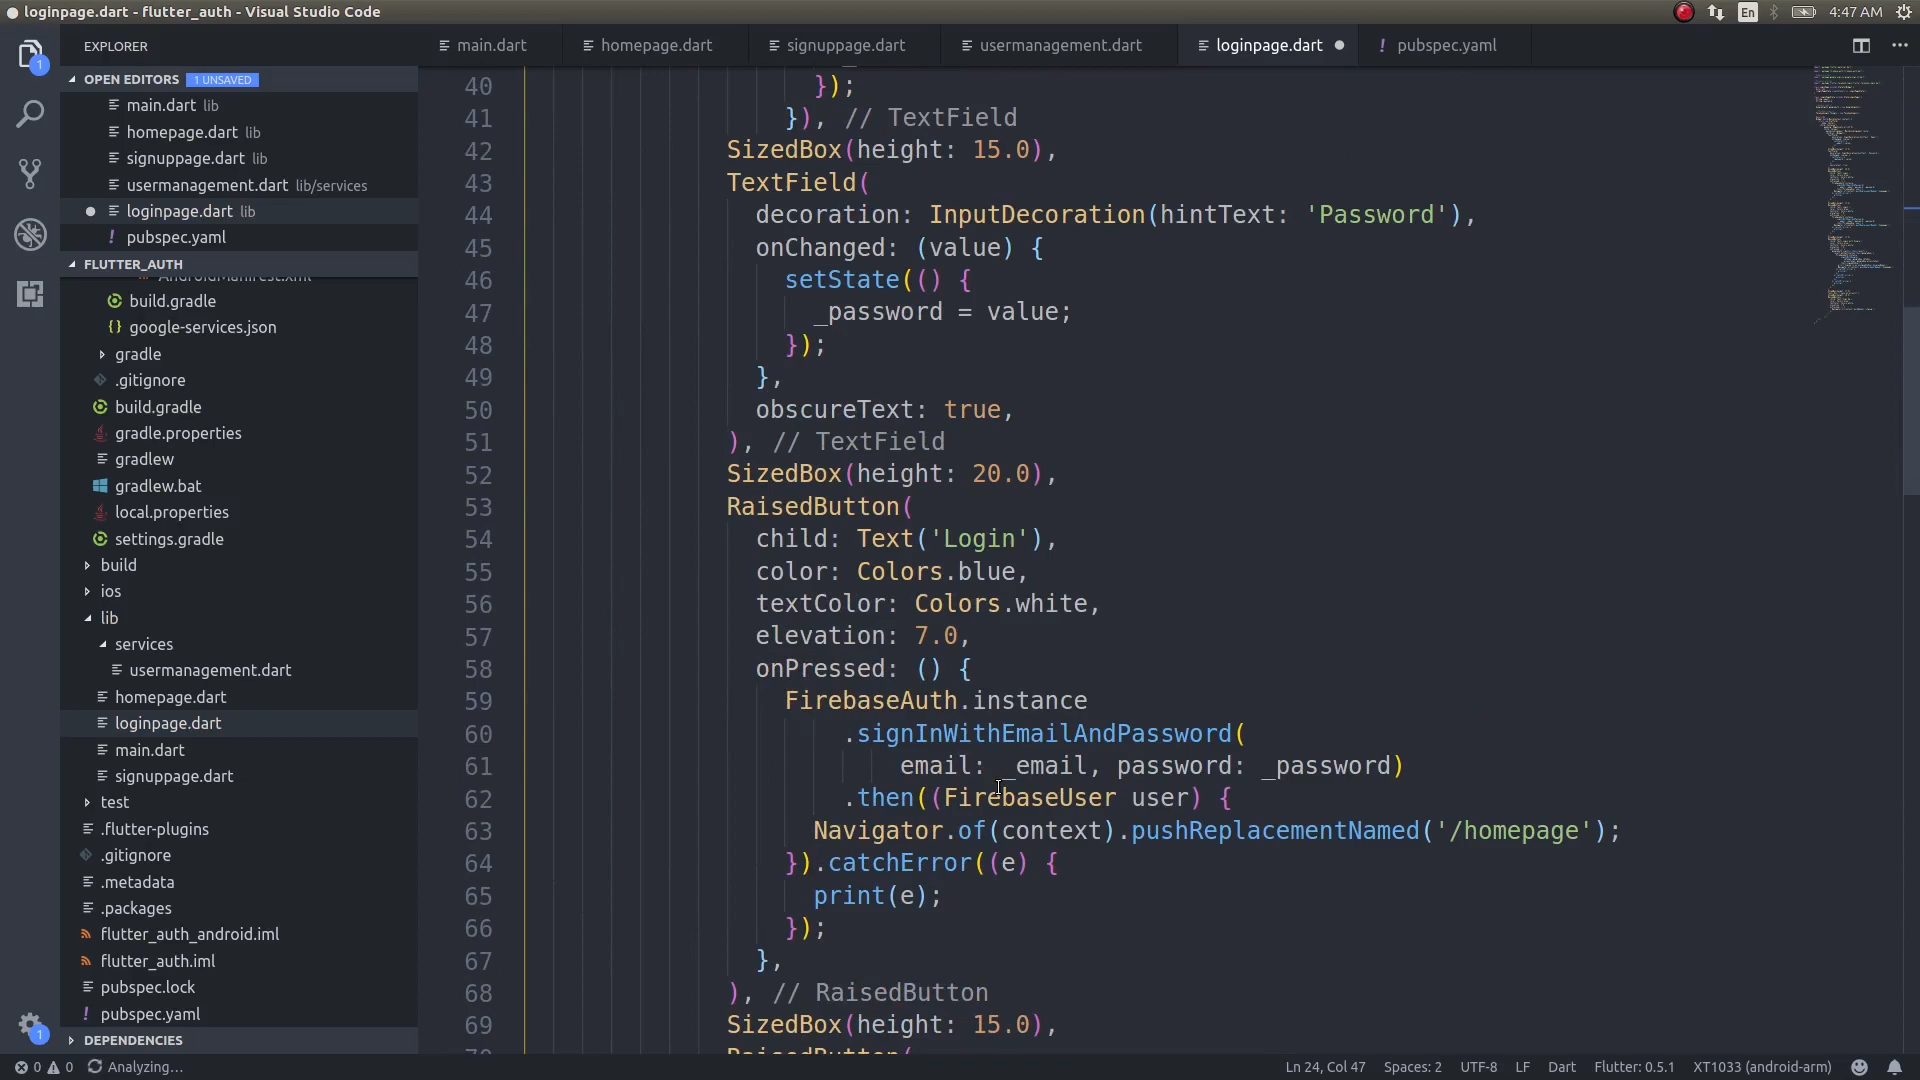 loginpage.dart - flutter_auth - Visual Studio Code
En
4:47 AM
EXPLORER
main.dart
homepage.dart
signuppage.dart
usermanagement.dart
loginpage.dart
! pubspec.yaml
1
OPEN EDITORS 1 UNSAVED
main.dart lib
homepage.dart lib
signuppage.dart lib
usermanagement.dart lib/services
loginpage.dart lib
! pubspec.yaml
FLUTTER_AUTH
AndroidManifest.xml
build.gradle
{} google-services.json
gradle
.gitignore
build.gradle
gradle.properties
gradlew
gradlew.bat
local.properties
settings.gradle
build
ios
lib
services
usermanagement.dart
homepage.dart
loginpage.dart
main.dart
signuppage.dart
test
.flutter-plugins
.gitignore
.metadata
.packages
flutter_auth_android.iml
flutter_auth.iml
pubspec.lock
! pubspec.yaml
1
DEPENDENCIES
40 });
41 }), // TextField
42 SizedBox(height: 15.0),
43 TextField(
44 decoration: InputDecoration(hintText: 'Password'),
45 onChanged: (value) {
46 setState(() {
47 _password = value;
48 });
49 },
50 obscureText: true,
51 ), // TextField
52 SizedBox(height: 20.0),
53 RaisedButton(
54 child: Text('Login'),
55 color: Colors.blue,
56 textColor: Colors.white,
57 elevation: 7.0,
58 onPressed: () {
59 FirebaseAuth.instance
60 .signInWithEmailAndPassword(
61 email: _email, password: _password)
62 .then((FirebaseUser user) {
63 Navigator.of(context).pushReplacementNamed('/homepage');
64 }).catchError((e) {
65 print(e);
66 });
67 },
68 ), // RaisedButton
69 SizedBox(height: 15.0),
70 RaisedButton(
0 0 Analyzing...
Ln 24, Col 47 Spaces: 2 UTF-8 LF Dart Flutter: 0.5.1 XT1033 (android-arm)